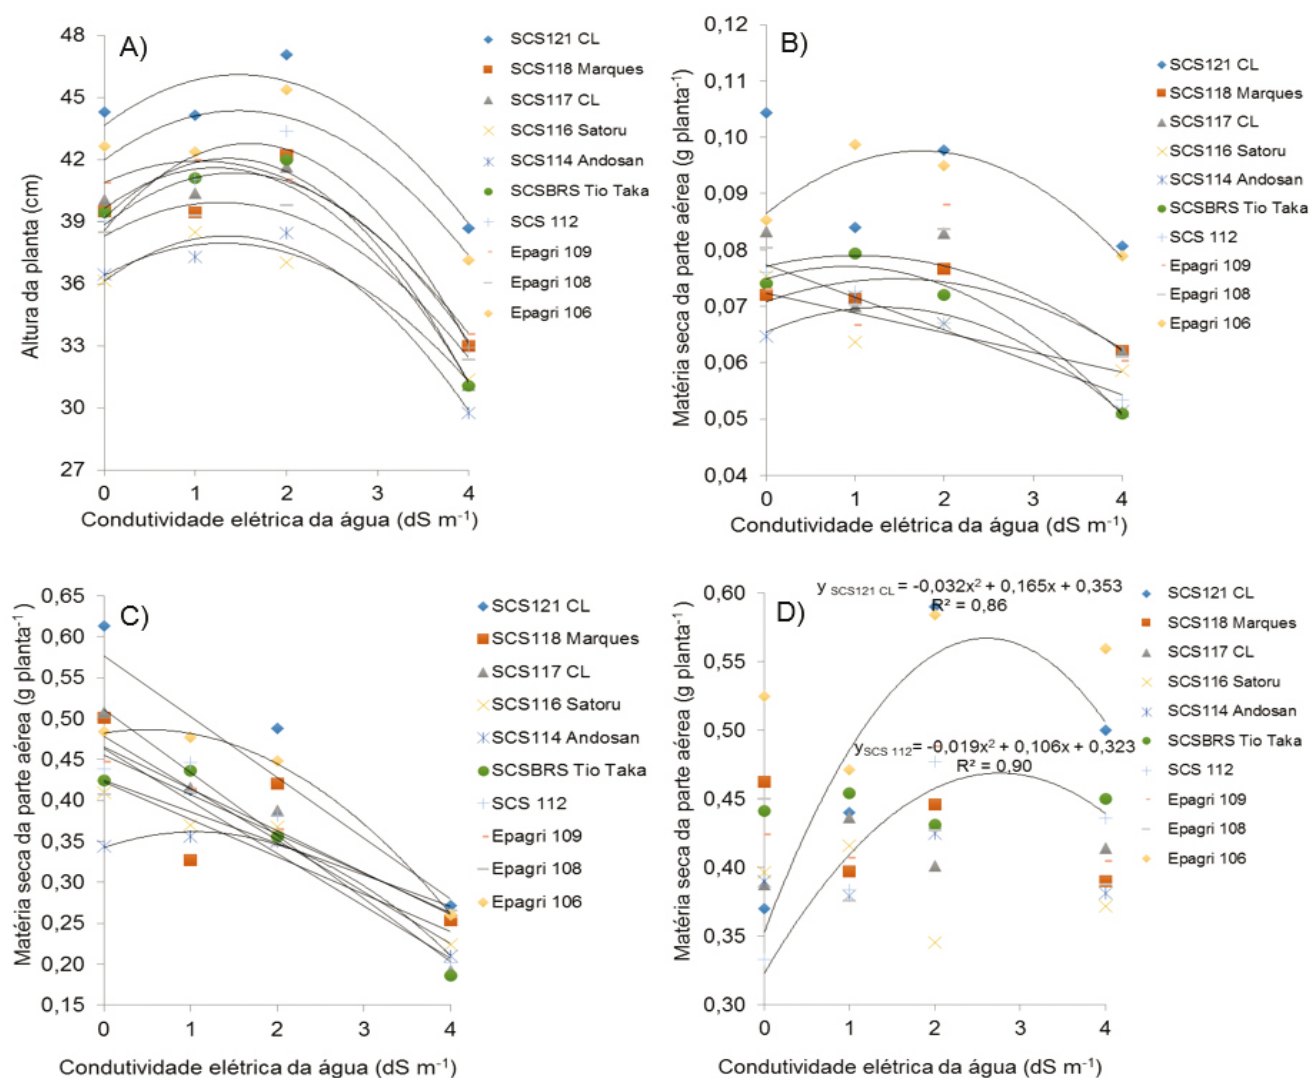 A)
48
45
42
39
36
33
30
27
Altura da planta (cm)
0 1 2 3 4
Condutividade elétrica da água (dS m⁻¹)
SCS121 CL
SCS118 Marques
SCS117 CL
SCS116 Satoru
SCS114 Andosan
SCSBRS Tio Taka
SCS 112
Epagri 109
Epagri 108
Epagri 106
B)
0,12
0,11
0,10
0,09
0,08
0,07
0,06
0,05
0,04
Matéria seca da parte aérea (g planta⁻¹)
0 1 2 3 4
Condutividade elétrica da água (dS m⁻¹)
SCS121 CL
SCS118 Marques
SCS117 CL
SCS116 Satoru
SCS114 Andosan
SCSBRS Tio Taka
SCS 112
Epagri 109
Epagri 108
Epagri 106
C)
0,65
0,60
0,55
0,50
0,45
0,40
0,35
0,30
0,25
0,20
0,15
Matéria seca da parte aérea (g planta⁻¹)
0 1 2 3 4
Condutividade elétrica da água (dS m⁻¹)
SCS121 CL
SCS118 Marques
SCS117 CL
SCS116 Satoru
SCS114 Andosan
SCSBRS Tio Taka
SCS 112
Epagri 109
Epagri 108
Epagri 106
D)
y SCS121 CL = -0,032x² + 0,165x + 0,353
R² = 0,86
ySCS 112= -0,019x² + 0,106x + 0,323
R² = 0,90
0,60
0,55
0,50
0,45
0,40
0,35
0,30
Matéria seca da parte aérea (g planta⁻¹)
0 1 2 3 4
Condutividade elétrica da água (dS m⁻¹)
SCS121 CL
SCS118 Marques
SCS117 CL
SCS116 Satoru
SCS114 Andosan
SCSBRS Tio Taka
SCS 112
Epagri 109
Epagri 108
Epagri 106